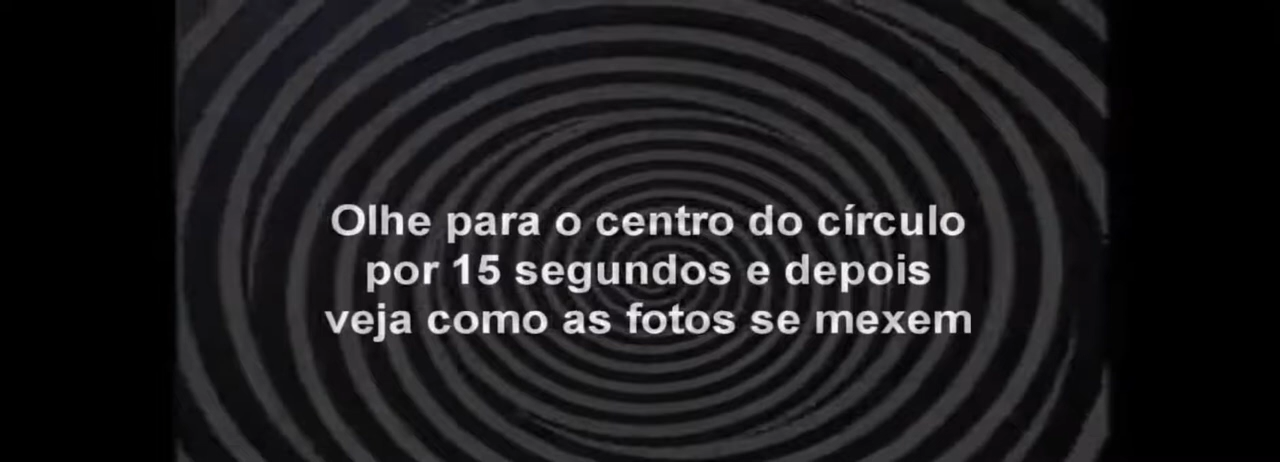 Olhe para o centro do círculo
por 15 segundos e depois
veja como as fotos se mexem